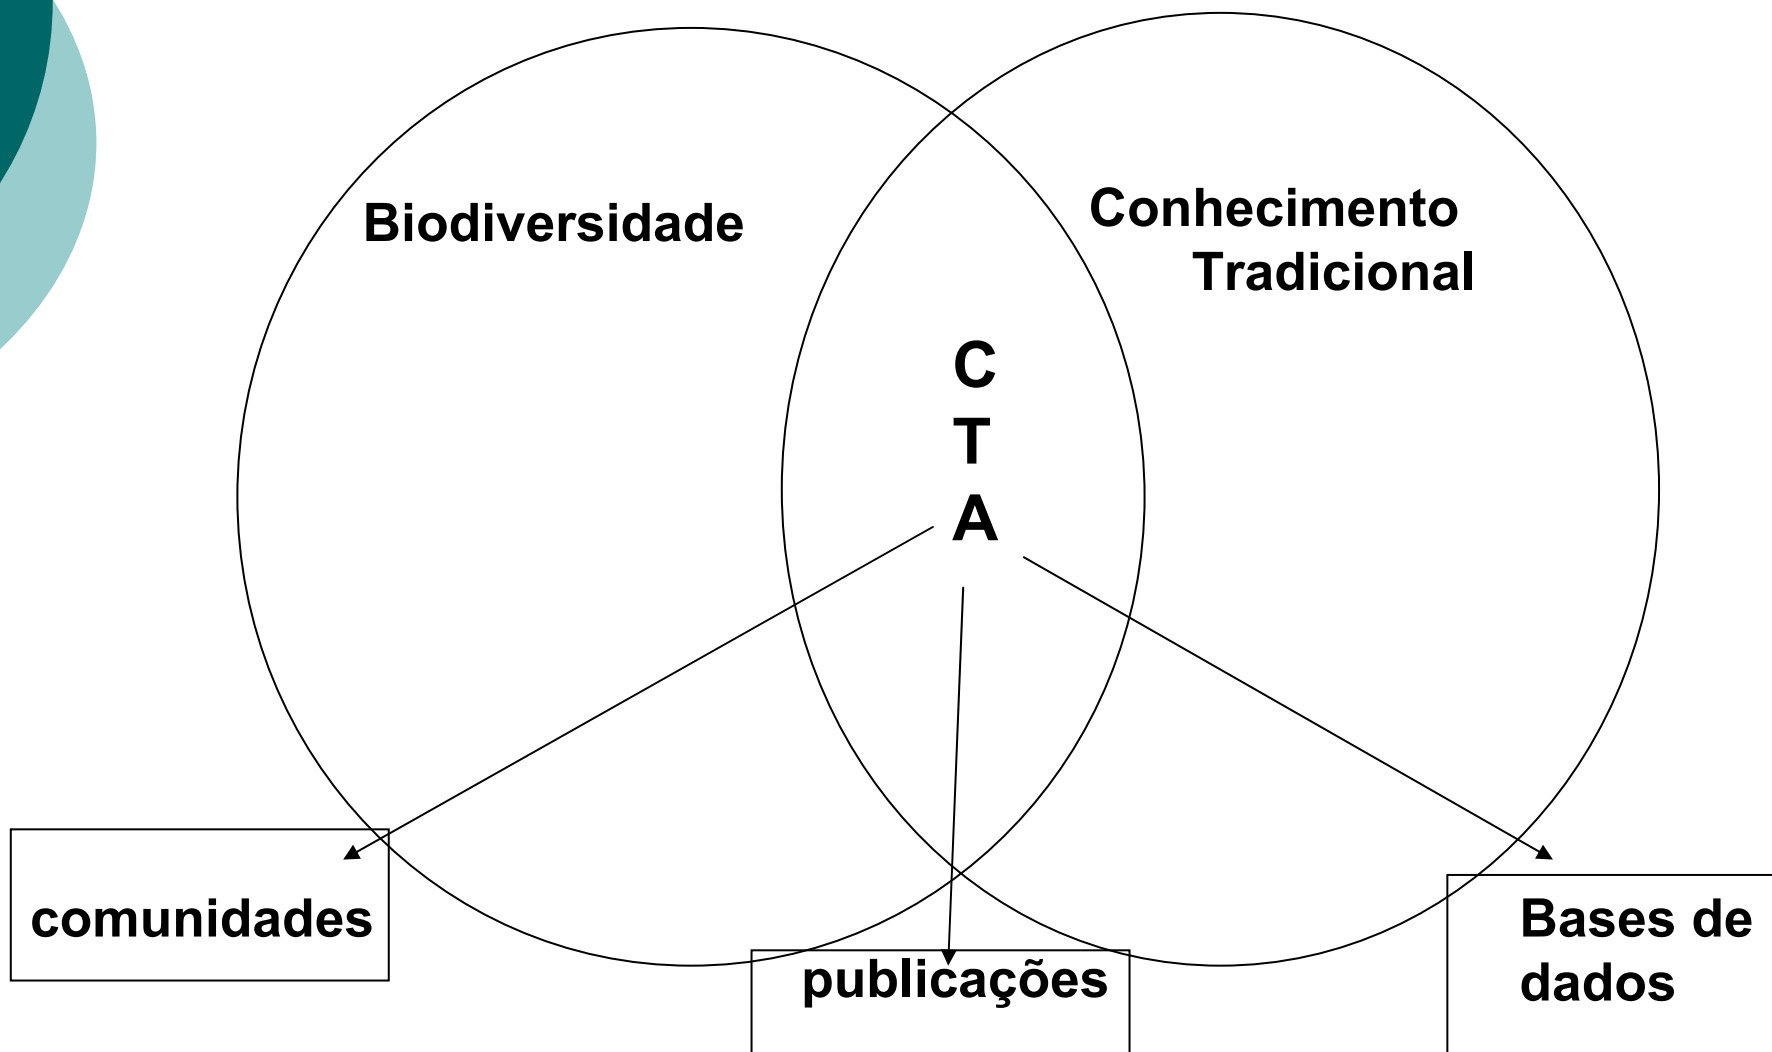 Biodiversidade
Conhecimento
Tradicional
C
T
A
comunidades
publicações
Bases de
dados